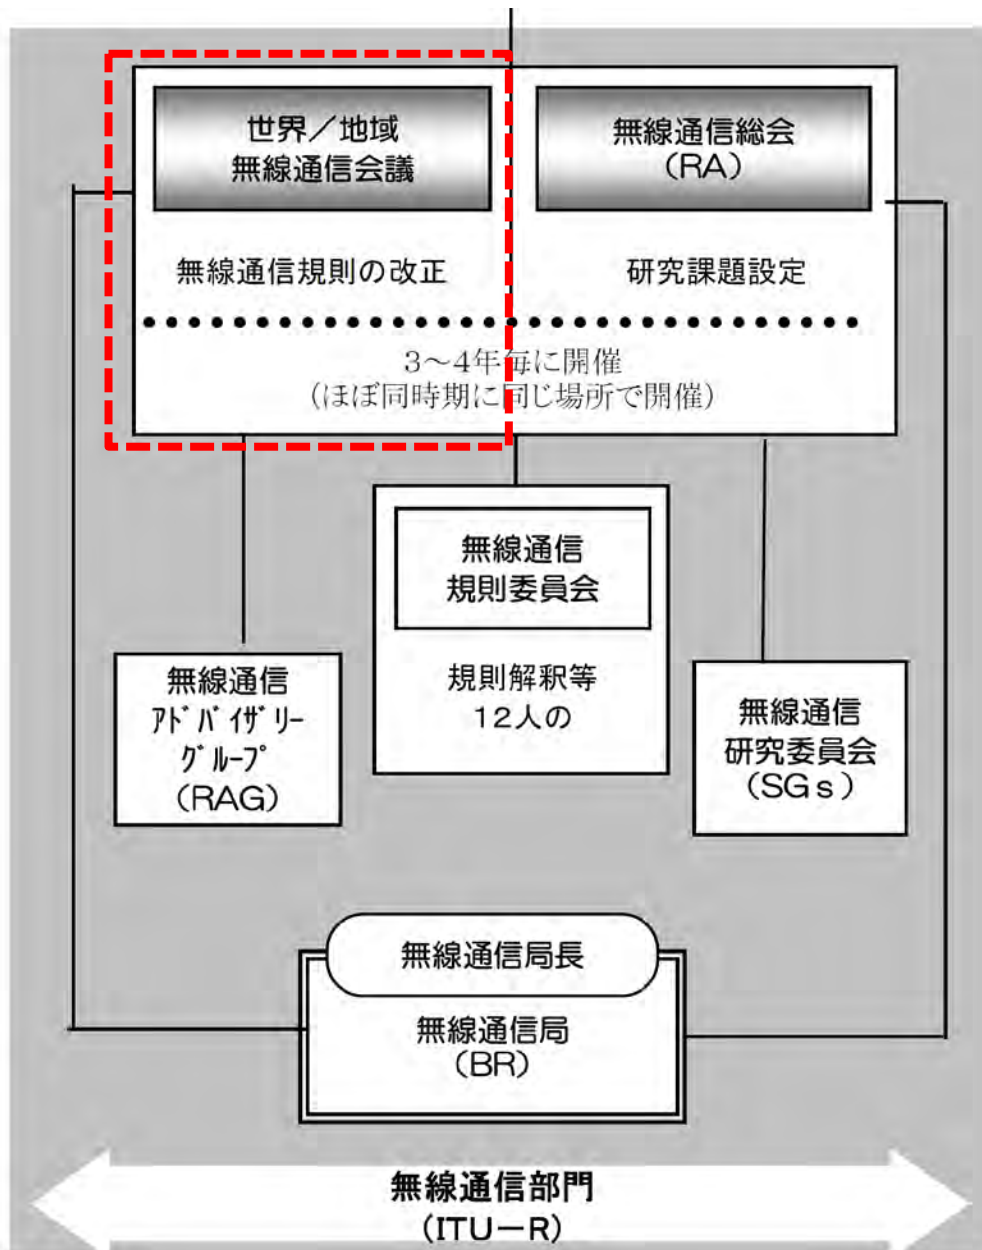 世界／地域
無線通信会議
無線通信規則の改正
無線通信総会
（RA）
研究課題設定
3～4年毎に開催
（ほぼ同時期に同じ場所で開催）
無線通信
規則委員会
規則解釈等
12人の
無線通信
ｱﾄﾞﾊﾞｲｻﾞﾘｰ
ｸﾞﾙｰﾌﾟ
（RAG）
無線通信
研究委員会
（SGｓ）
無線通信局長
無線通信局
（BR）
無線通信部門
（ITU－R）